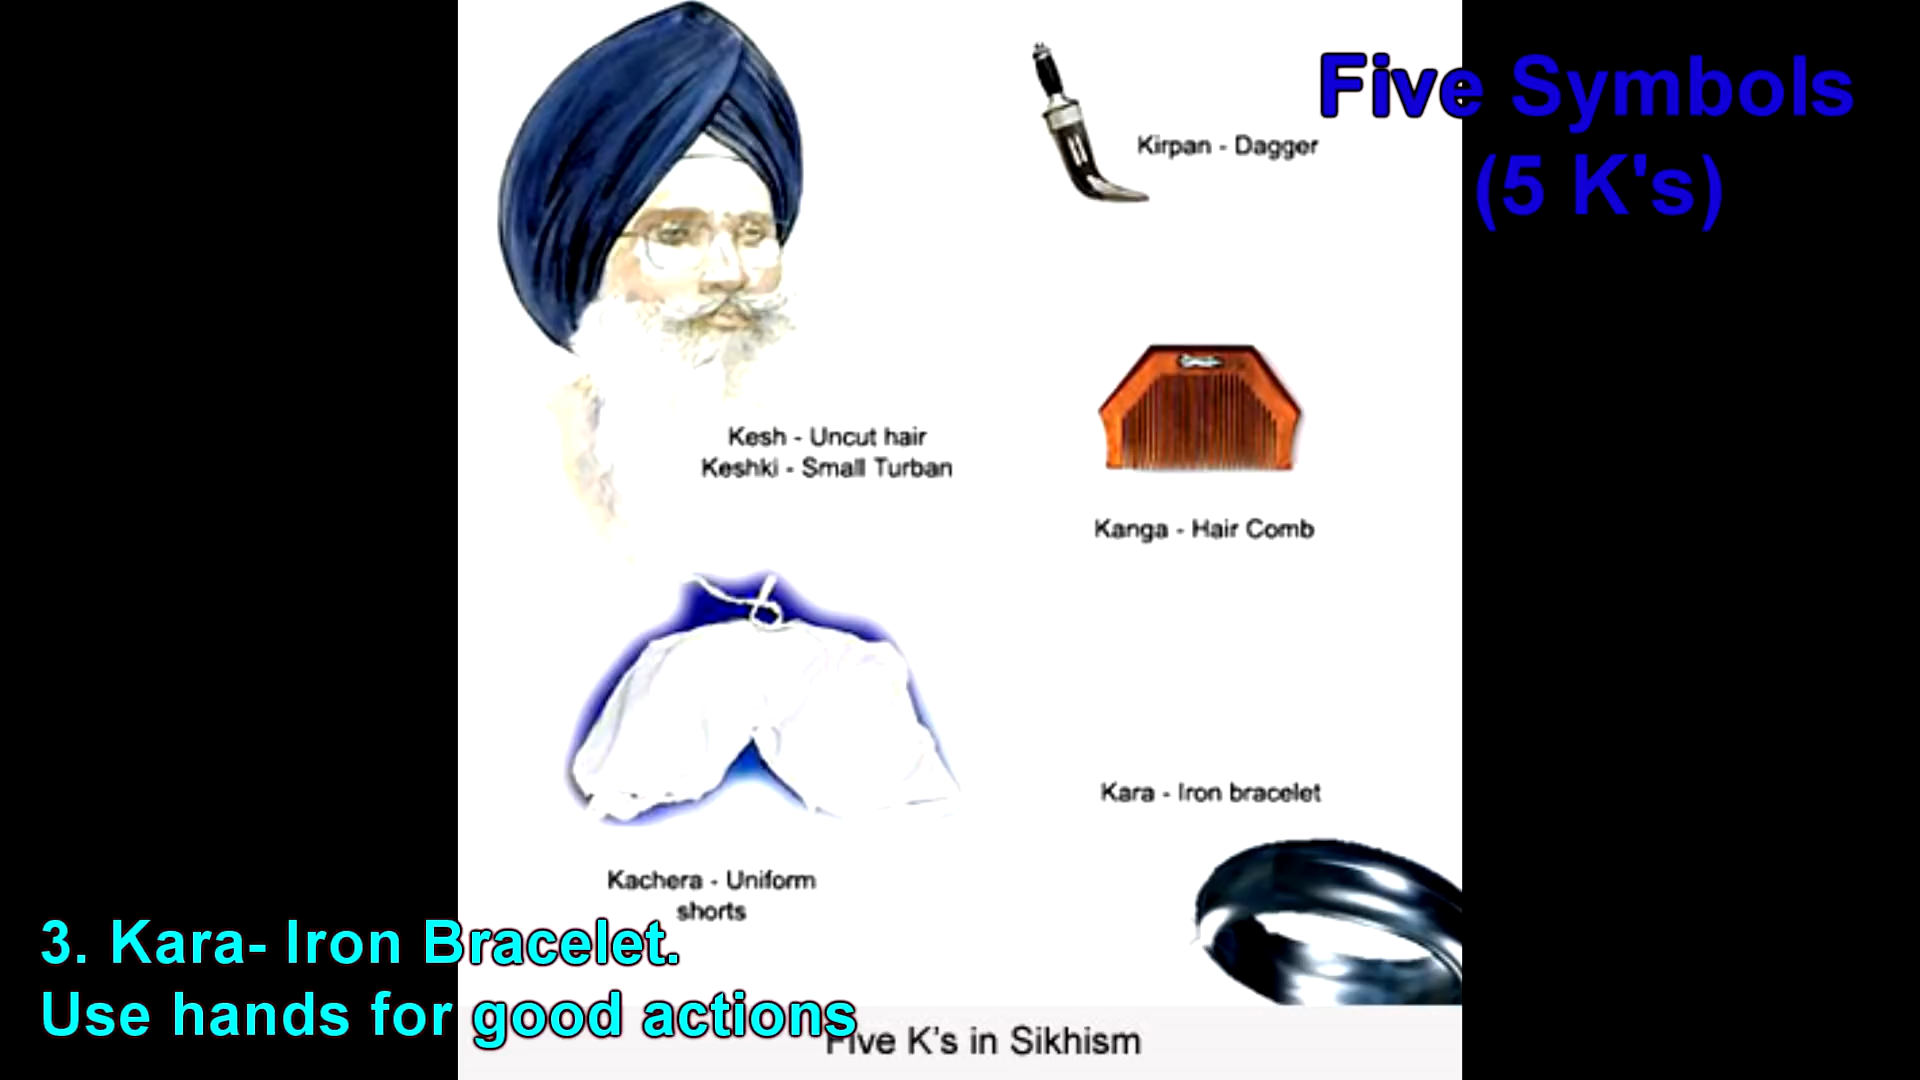 Five Symbols
(5 K's)
Kirpan - Dagger
Kesh - Uncut hair
Keshki - Small Turban
Kanga - Hair Comb
Kara - Iron bracelet
Kachera - Uniform
shorts
3. Kara- Iron Bracelet.
Use hands for good actions
Five K's in Sikhism